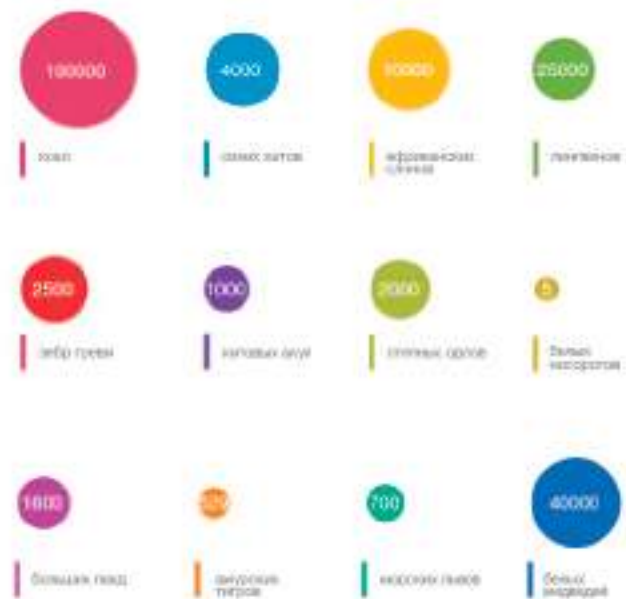 100000
4000
10000
25000
коал
синих китов
африканских
слонов
пингвинов
2500
1000
2000
5
зебр греви
китовых акул
степных орлов
белых
носорогов
1600
700
40000
больших панд
амурских
тигров
морских львов
белых
медведей